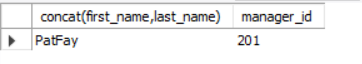 concat(first_name,last_name) manager_id
PatFay 201